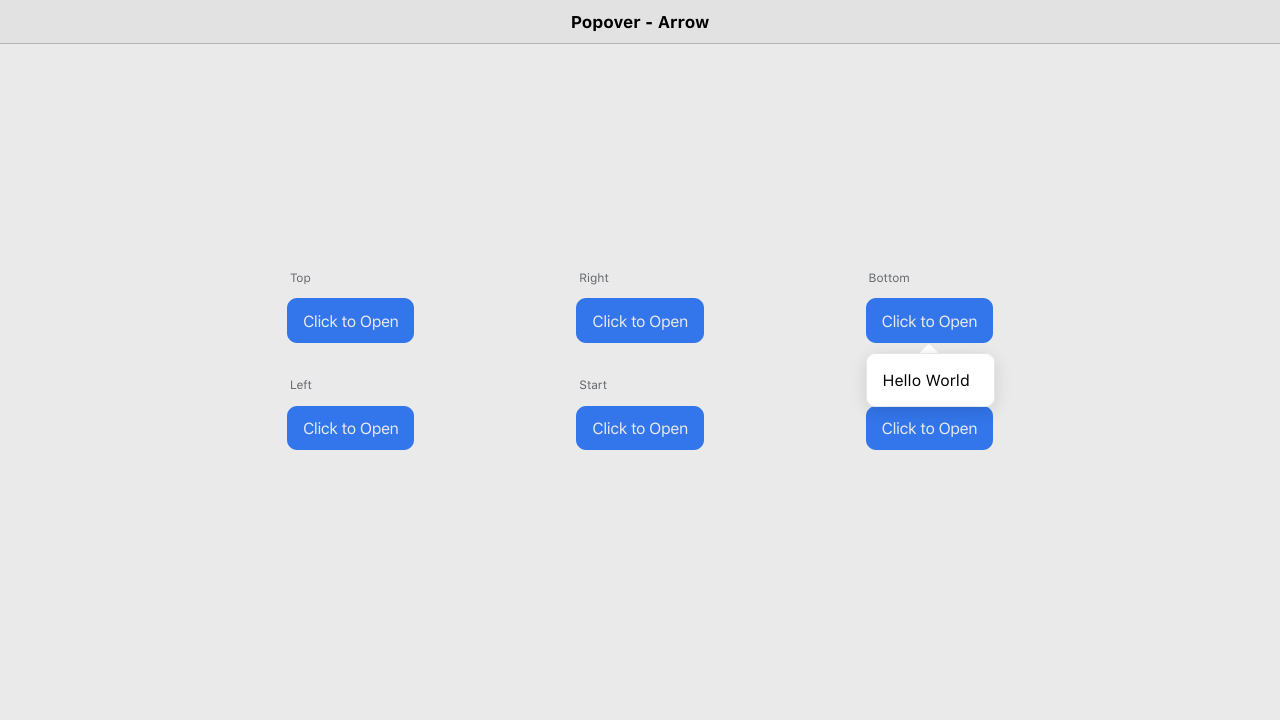 Popover - Arrow
Top
Right
Bottom
Click to Open
Click to Open
Click to Open
Hello World
Left
Start
Click to Open
Click to Open
Click to Open